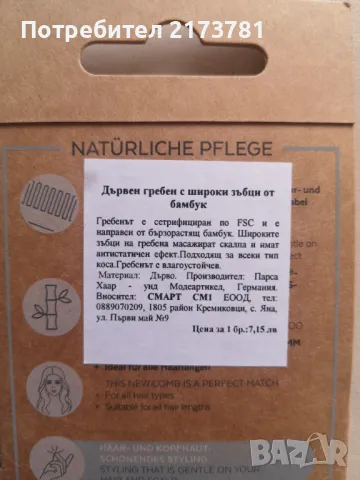 Потребител 2173781
NATÜRLICHE PFLEGE
Дървен гребен с широки зъбци от
бамбук
Гребенът е сетрифициран по FSC и е
направен от бързорастящ бамбук. Широките
зъбци на гребена масажират скалпа и имат
антистатичен ефект.Подходящ за всеки тип
коса.Гребенът е влагоустойчев.
Материал: Дърво. Производител: Парса
Хаар - унд Модеартикел, Германия.
Вносител: СМАРТ СМ1 ЕООД, тел:
0889070209, 1805 район Кремиковци, с. Яна,
ул. Първи май №9
Цена за 1 бр.:7,15 лв
Ideal für alle Haarlängen
THIS NEW COMB IS A PERFECT MATCH
• For all hair types
• Suitable for all hair lengths
HAAR- UND KOPFHAUT-
SCHONENDES STYLING
STYLING THAT IS GENTLE ON
BAZAR